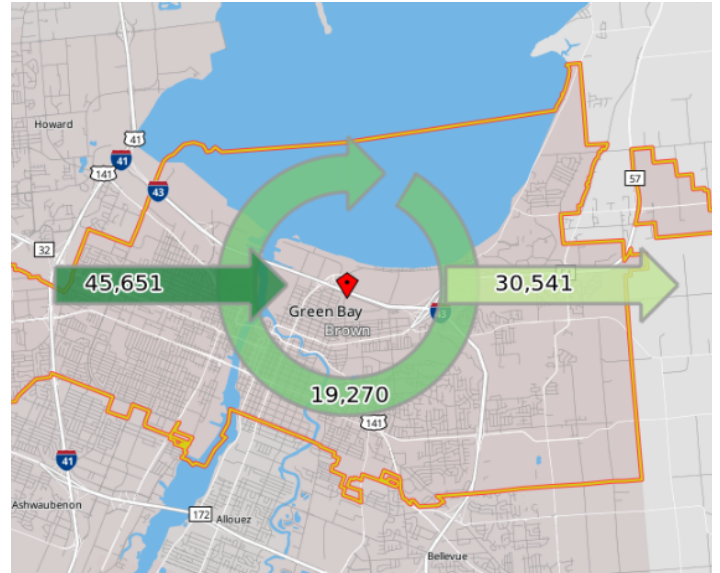 Howard
41
41
141
43
57
32
45,651
30,541
Green Bay
Brown
43
19,270
141
41
Ashwaubenon
172
Allouez
Bellevue